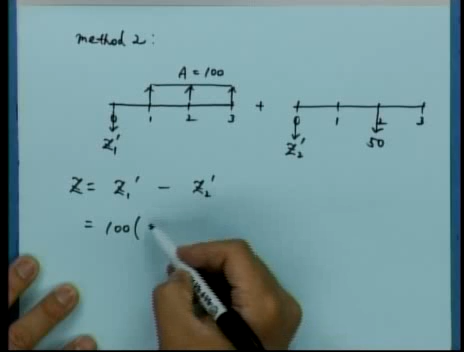 method 2:
A = 100
+
0 1 2 3
0 1 2 3
Z₁'
Z₂'
50
Z = Z₁' - Z₂'
= 100(